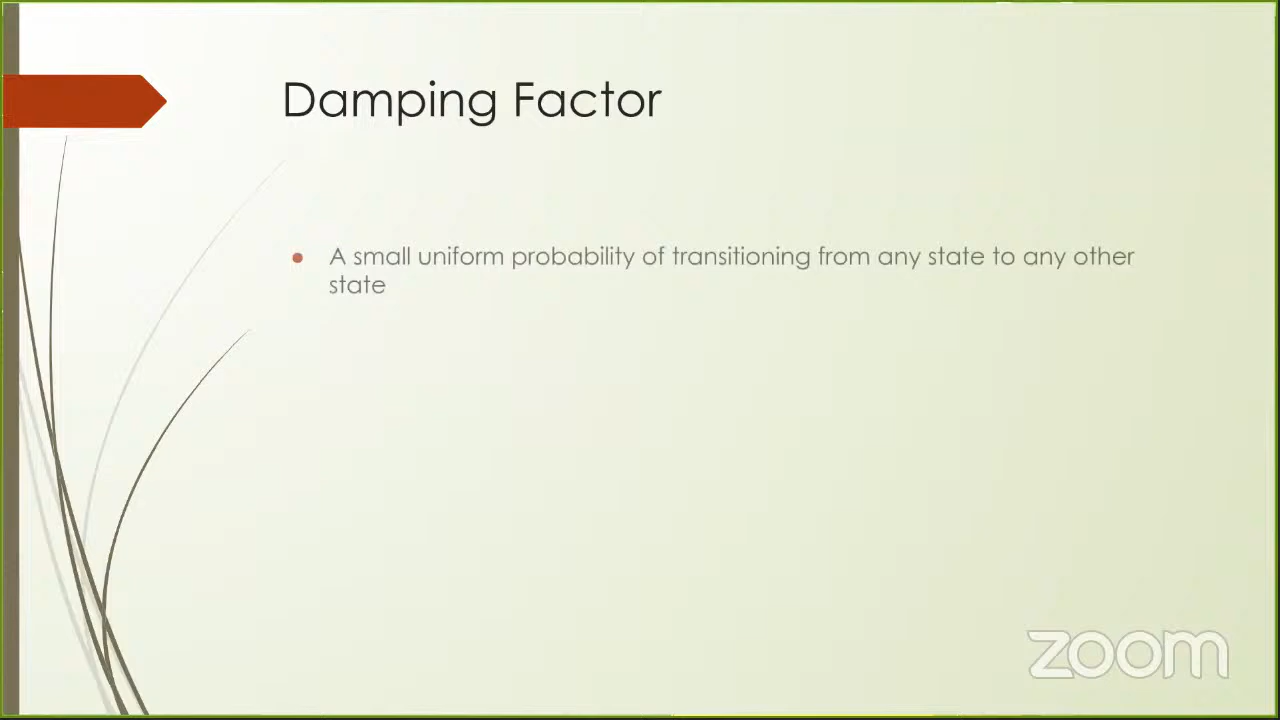 Damping Factor
A small uniform probability of transitioning from any state to any other
state
zoom